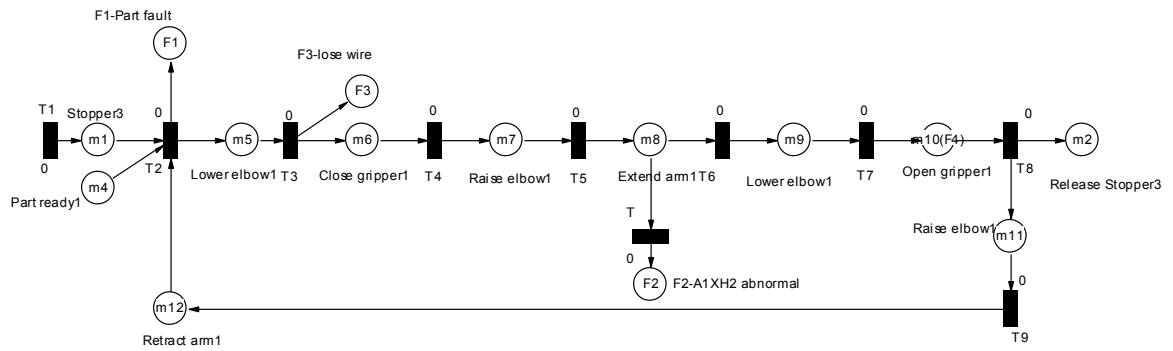 F1-Part fault
F1
F3-lose wire
F3
T1
Stopper3
0
0
0
0
0
0
0
m1
m5
m6
m7
m8
m9
m10(F4)
m2
0
T2
Lower elbow1
T3
Close gripper1
T4
Raise elbow1
T5
Extend arm1
T6
Lower elbow1
T7
Open gripper1
T8
Release Stopper3
m4
Part ready1
T
0
F2
F2-A1XH2 abnormal
Raise elbow1
m11
0
m12
Retract arm1
T9